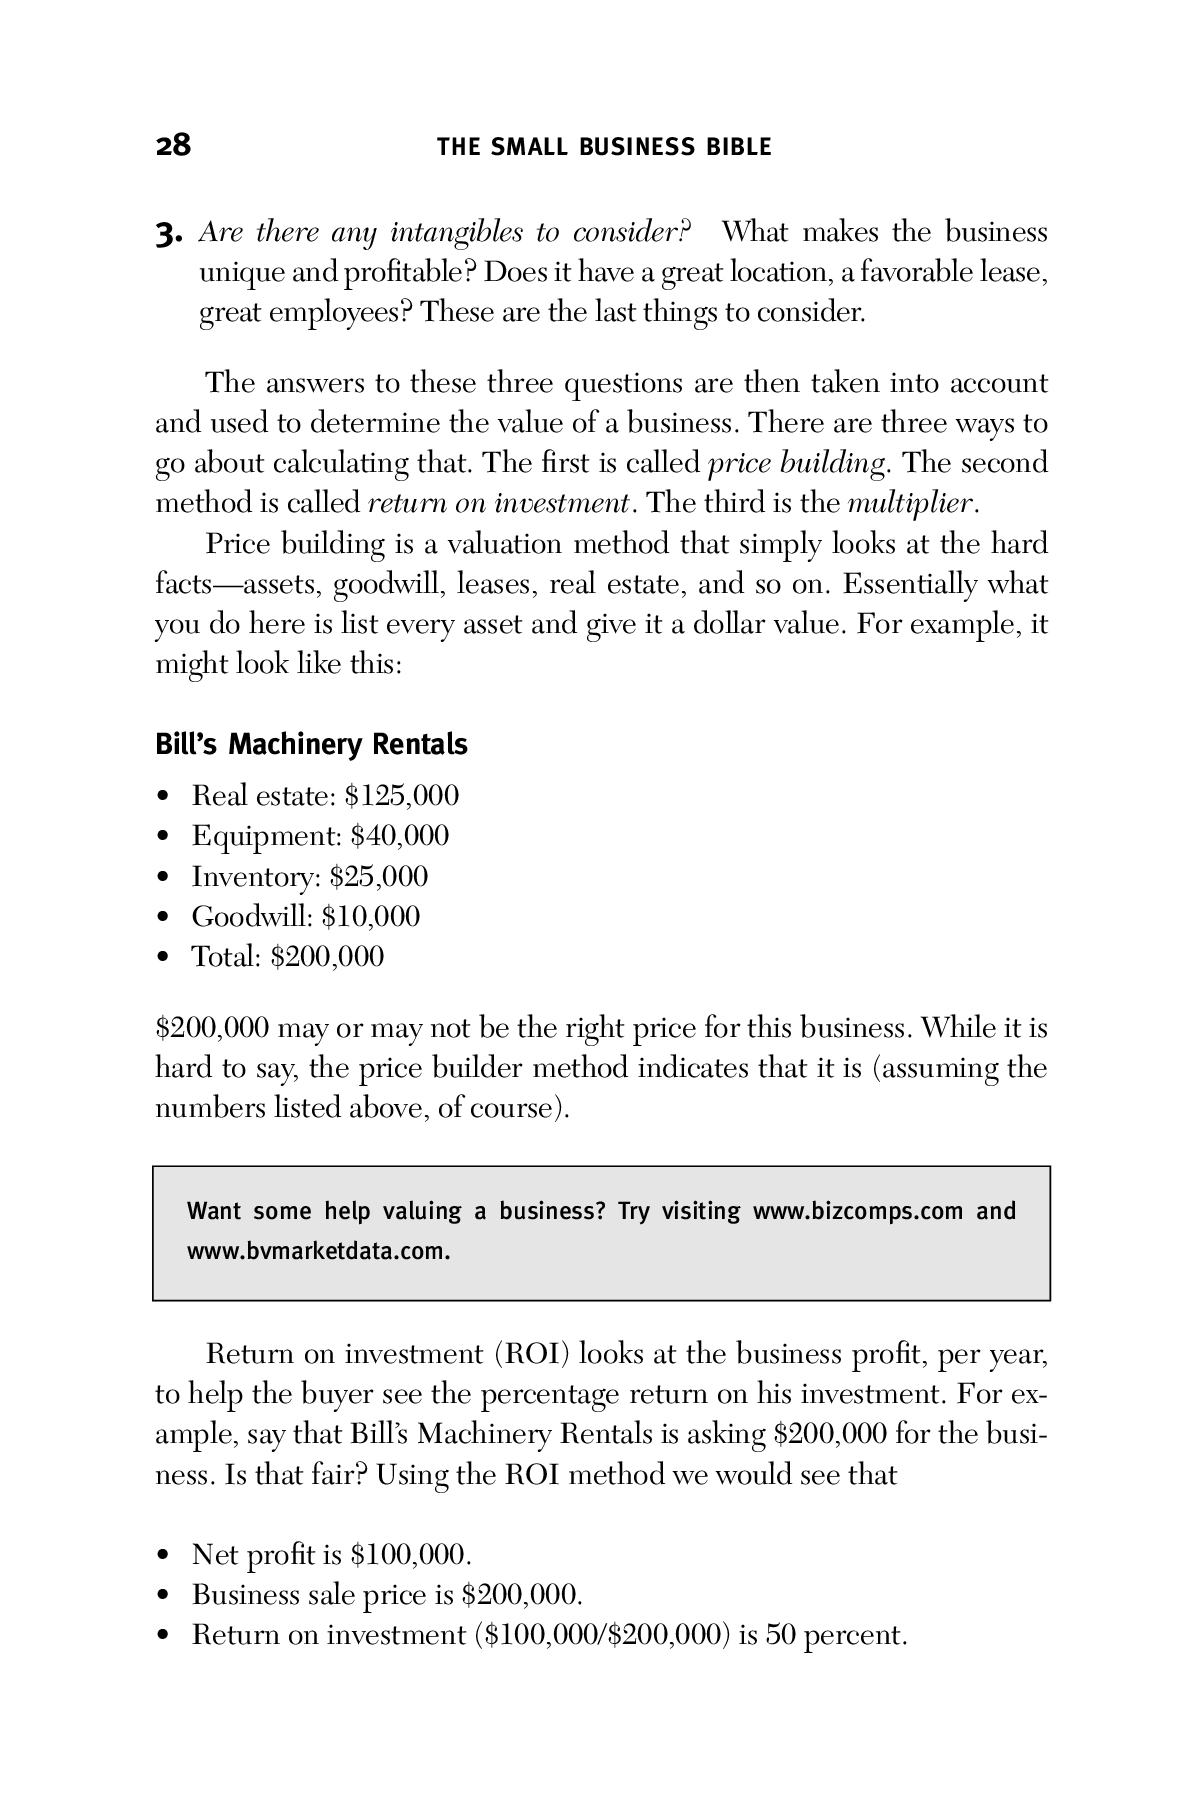 28 THE SMALL BUSINESS BIBLE
3. Are there any intangibles to consider? What makes the business
unique and profitable? Does it have a great location, a favorable lease,
great employees? These are the last things to consider.
The answers to these three questions are then taken into account
and used to determine the value of a business. There are three ways to
go about calculating that. The first is called price building. The second
method is called return on investment. The third is the multiplier.
Price building is a valuation method that simply looks at the hard
facts—assets, goodwill, leases, real estate, and so on. Essentially what
you do here is list every asset and give it a dollar value. For example, it
might look like this:
Bill’s Machinery Rentals
• Real estate: $125,000
• Equipment: $40,000
• Inventory: $25,000
• Goodwill: $10,000
• Total: $200,000
$200,000 may or may not be the right price for this business. While it is
hard to say, the price builder method indicates that it is (assuming the
numbers listed above, of course).
Want some help valuing a business? Try visiting www.bizcomps.com and
www.bvmarketdata.com.
Return on investment (ROI) looks at the business profit, per year,
to help the buyer see the percentage return on his investment. For ex-
ample, say that Bill’s Machinery Rentals is asking $200,000 for the busi-
ness. Is that fair? Using the ROI method we would see that
• Net profit is $100,000.
• Business sale price is $200,000.
• Return on investment ($100,000/$200,000) is 50 percent.